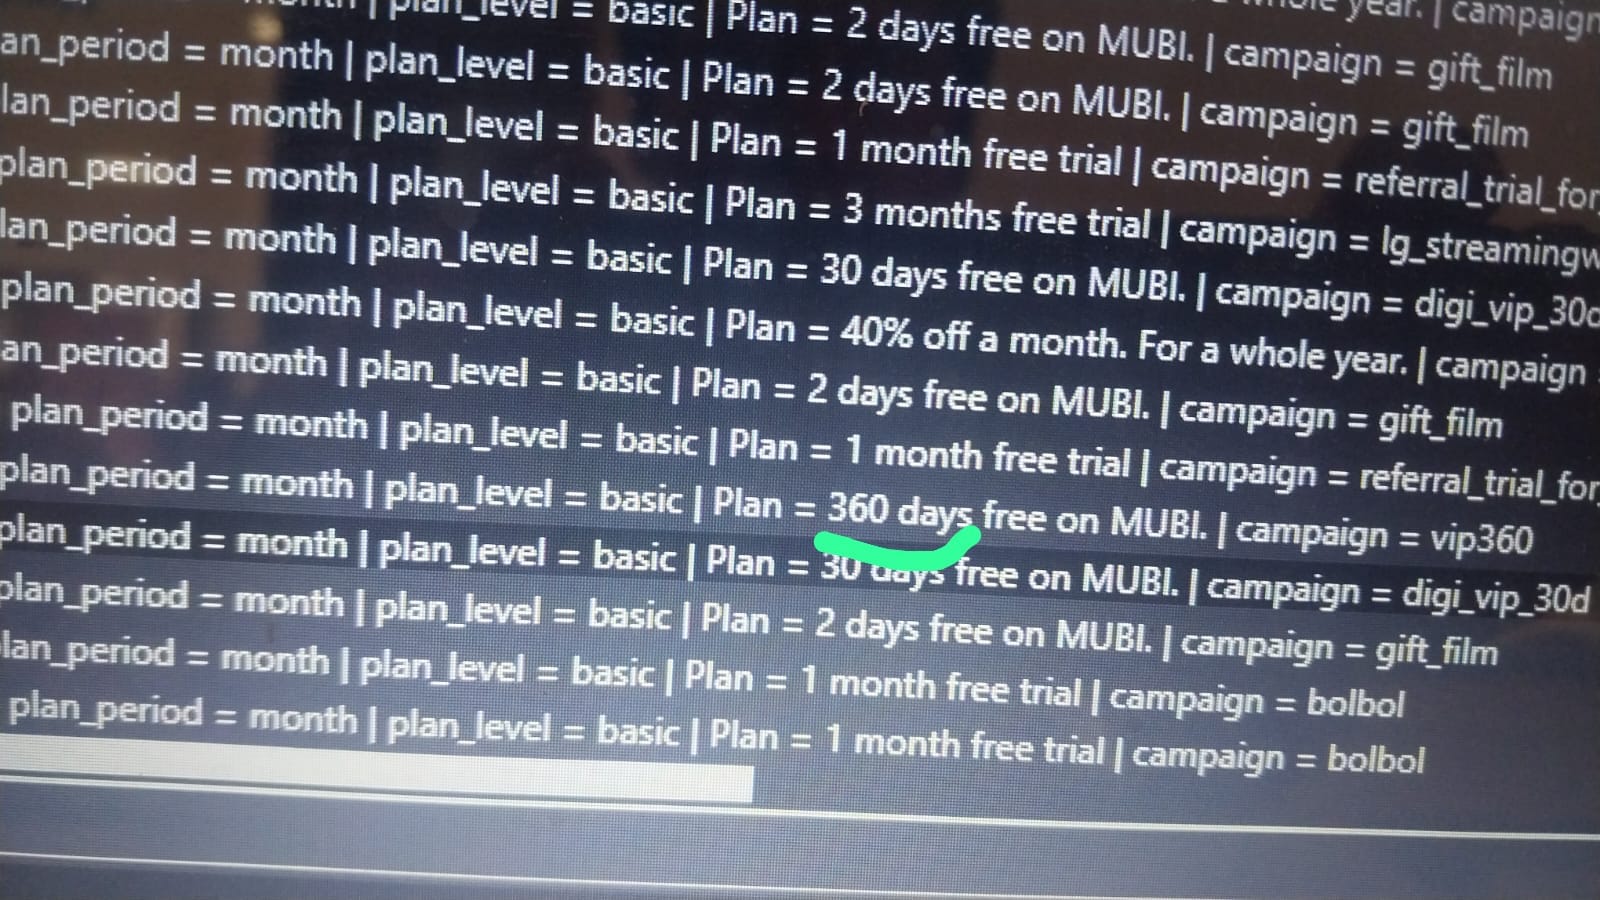 plan_level = basic | Plan = 2 days free on MUBI. | campaign = gift_film
year. | campaign
an_period = month | plan_level = basic | Plan = 2 days free on MUBI. | campaign = gift_film
lan_period = month | plan_level = basic | Plan = 1 month free trial | campaign = referral_trial_for_
plan_period = month | plan_level = basic | Plan = 3 months free trial | campaign = lg_streamingw
lan_period = month | plan_level = basic | Plan = 30 days free on MUBI. | campaign = digi_vip_30d
plan_period = month | plan_level = basic | Plan = 40% off a month. For a whole year. | campaign =
an_period = month | plan_level = basic | Plan = 2 days free on MUBI. | campaign = gift_film
plan_period = month | plan_level = basic | Plan = 1 month free trial | campaign = referral_trial_for_
plan_period = month | plan_level = basic | Plan = 360 days free on MUBI. | campaign = vip360
plan_period = month | plan_level = basic | Plan = 30 days free on MUBI. | campaign = digi_vip_30d
plan_period = month | plan_level = basic | Plan = 2 days free on MUBI. | campaign = gift_film
lan_period = month | plan_level = basic | Plan = 1 month free trial | campaign = bolbol
plan_period = month | plan_level = basic | Plan = 1 month free trial | campaign = bolbol